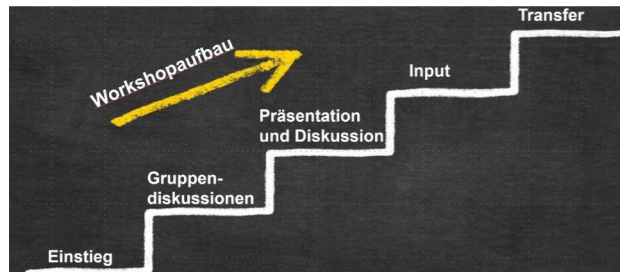 Transfer
Workshopaufbau
Input
Präsentation
und Diskussion
Gruppen-
diskussionen
Einstieg